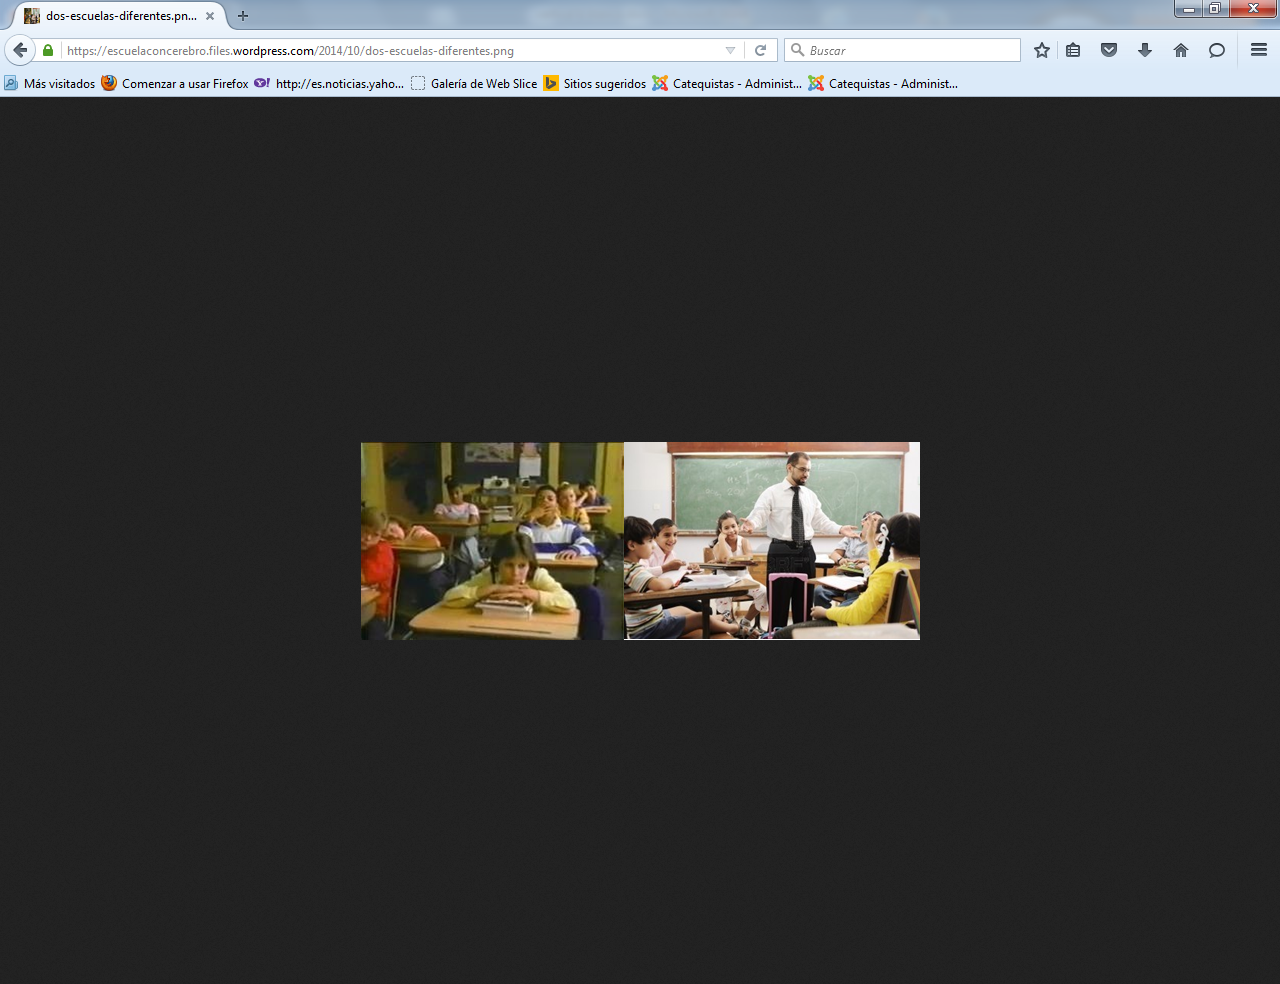 dos-escuelas-diferentes.pn...
https://escuelaconcerebro.files.wordpress.com/2014/10/dos-escuelas-diferentes.png
Buscar
Más visitados
Comenzar a usar Firefox
http://es.noticias.yaho...
Galería de Web Slice
Sitios sugeridos
Catequistas - Administ...
Catequistas - Administ...